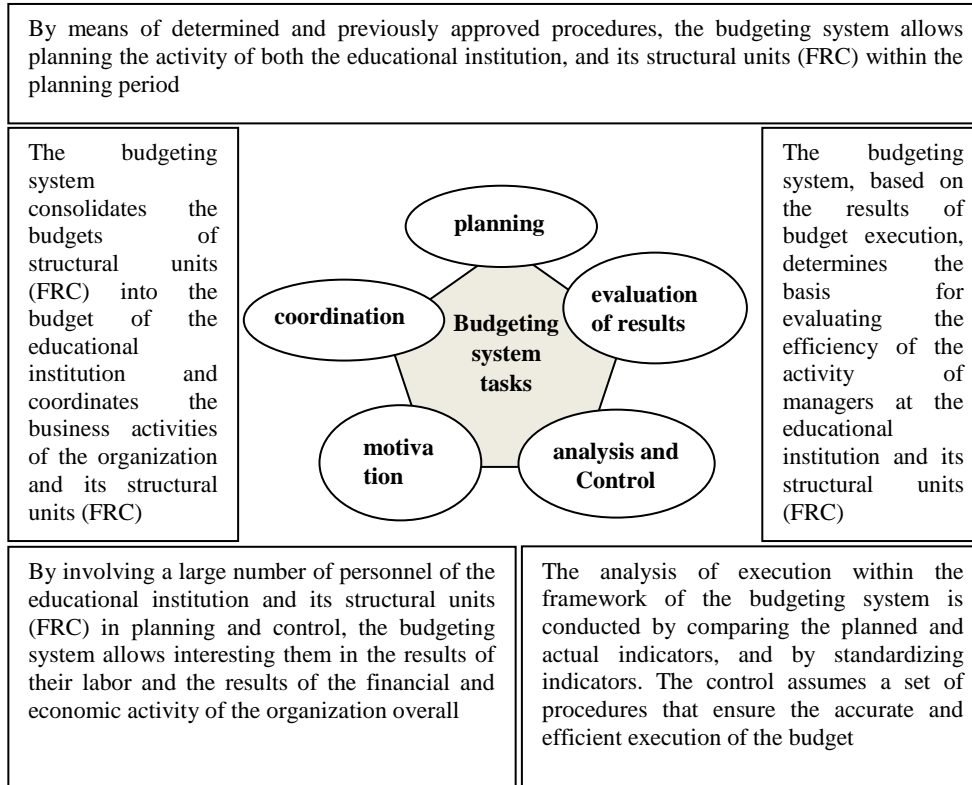 By means of determined and previously approved procedures, the budgeting system allows
planning the activity of both the educational institution, and its structural units (FRC) within the
planning period
The budgeting
system
consolidates the
budgets of
structural units
(FRC) into the
budget of the
educational
institution and
coordinates the
business activities
of the organization
and its structural
units (FRC)
planning
coordination
evaluation
of results
Budgeting
system
tasks
motiva
tion
analysis and
Control
The budgeting
system, based on
the results of
budget execution,
determines the
basis for
evaluating the
efficiency of the
activity of
managers at the
educational
institution and its
structural units
(FRC)
By involving a large number of personnel of the
educational institution and its structural units
(FRC) in planning and control, the budgeting
system allows interesting them in the results of
their labor and the results of the financial and
economic activity of the organization overall
The analysis of execution within the
framework of the budgeting system is
conducted by comparing the planned and
actual indicators, and by standardizing
indicators. The control assumes a set of
procedures that ensure the accurate and
efficient execution of the budget